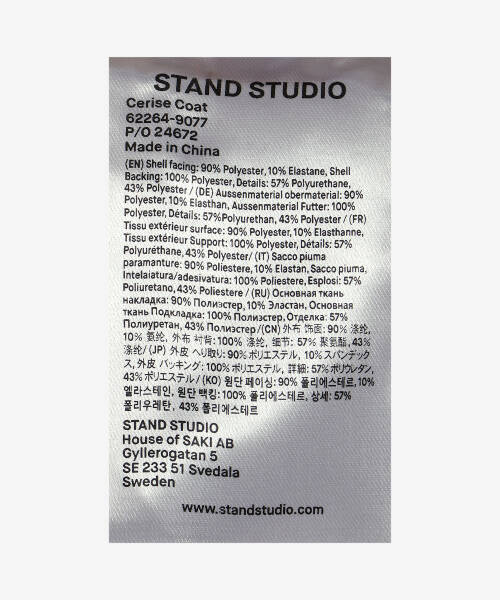 STAND STUDIO
Cerise Coat
62264-9077
P/O 24672
Made in China
(EN) Shell facing: 90% Polyester, 10% Elastane, Shell
Backing: 100% Polyester, Details: 57% Polyurethane,
43% Polyester / (DE) Aussenmaterial obermaterial: 90%
Polyester, 10% Elasthan, Aussenmaterial Futter: 100%
Polyester, Details: 57%Polyurethan, 43% Polyester / (FR)
Tissu extérieur surface: 90% Polyester, 10% Elasthanne,
Tissu extérieur Support: 100% Polyester, Détails: 57%
Polyuréthane, 43% Polyester/ (IT) Sacco piuma
paramanture: 90% Poliestere, 10% Elastan, Sacco piuma,
Intelaiatura/adesivatura: 100% Poliestere, Esplosi: 57%
Poliuretano, 43% Poliestere / (RU) Основная ткань
накладка: 90% Полиэстер, 10% Эластан, Основная
ткань Подкладка: 100% Полиэстер, Отделка: 57%
Полиуретан, 43% Полиэстер /(CN) 外布 饰面: 90% 涤纶,
10% 氨纶, 外布 衬背: 100% 涤纶, 细节: 57% 聚氨酯, 43%
涤纶/ (JP) 外皮 へり取り: 90%ポリエステル, 10%スパンデック
ス, 外皮 バッキング: 100%ポリエステル, 詳細: 57%ポリウレタン,
43%ポリエステル / (KO) 원단 페이싱: 90% 폴리에스테르, 10%
엘라스테인, 원단 백킹: 100% 폴리에스테르, 상세: 57%
폴리우레탄, 43% 폴리에스테르
STAND STUDIO
House of SAKI AB
Gyllerogatan 5
SE 233 51 Svedala
Sweden
www.standstudio.com